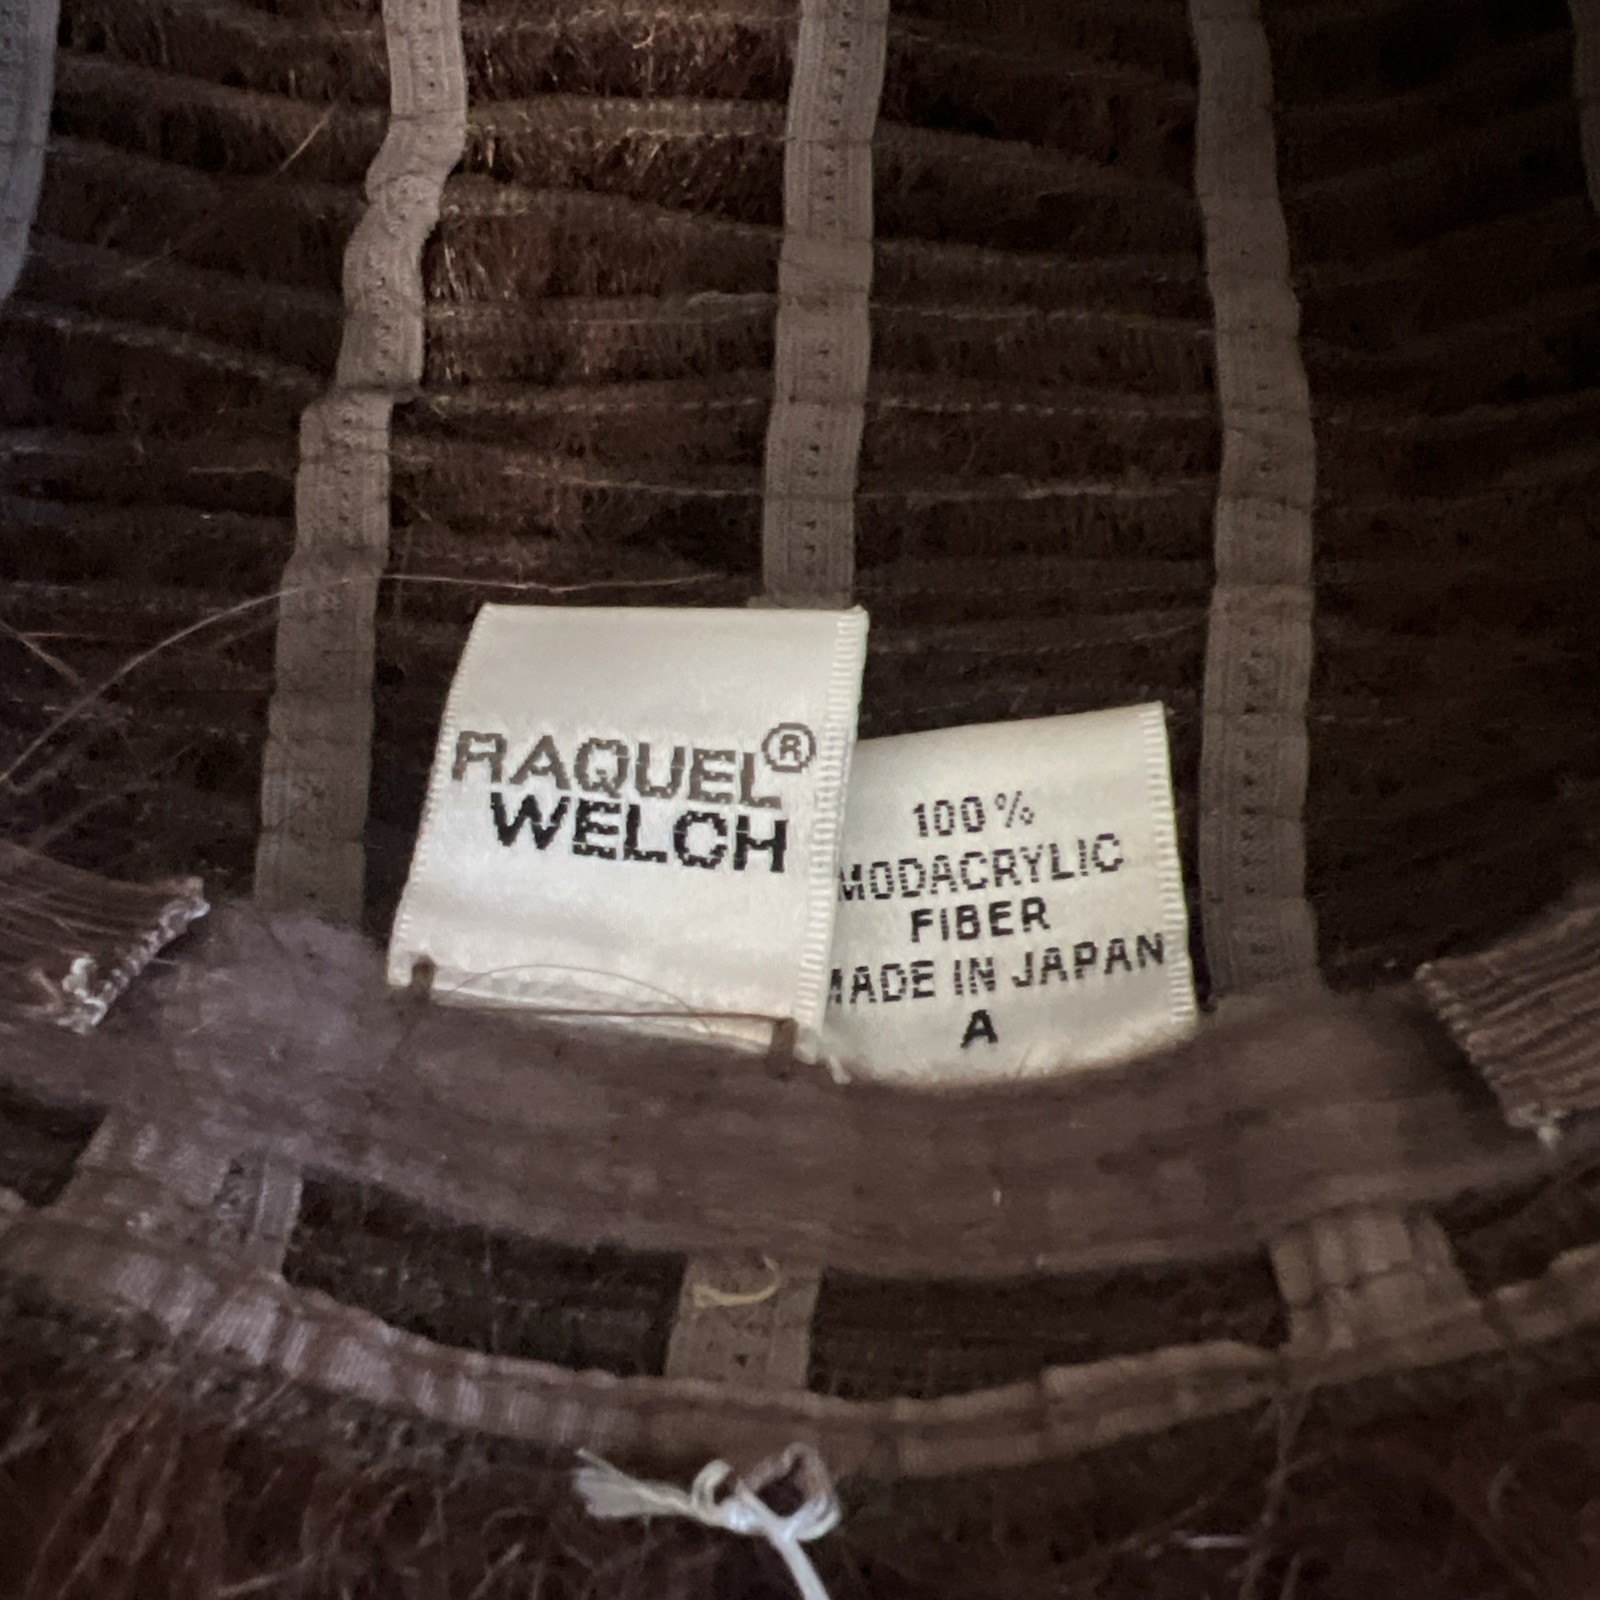 RAQUEL®
WELCH
100%
MODACRYLIC
FIBER
MADE IN JAPAN
A